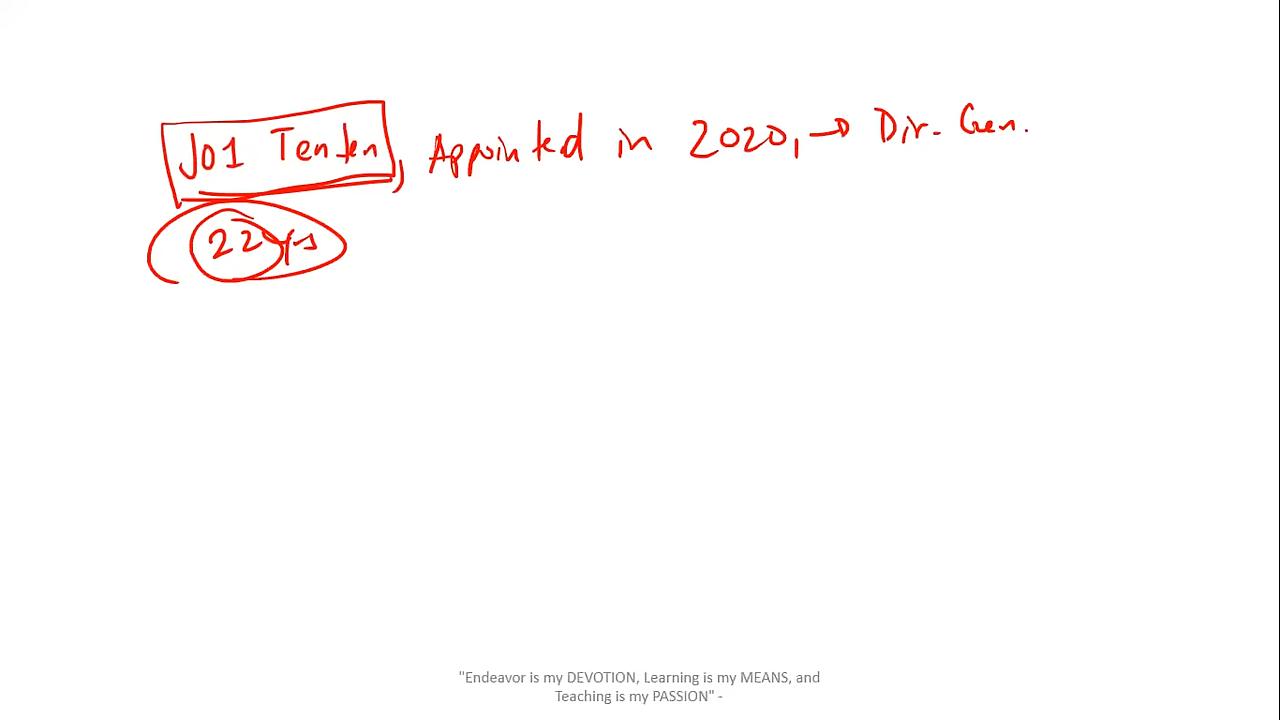 JO1 Tenten, Appointed in 2020, → Dir. Gen.
22 yrs
"Endeavor is my DEVOTION, Learning is my MEANS, and
Teaching is my PASSION" -